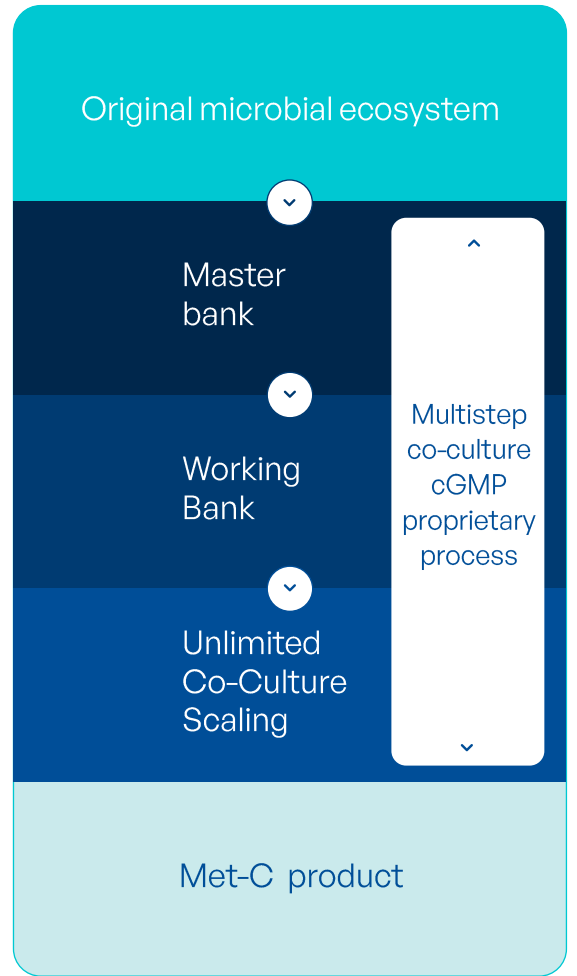 Original microbial ecosystem
Master
bank
Working
Bank
Unlimited
Co-Culture
Scaling
Multistep
co-culture
cGMP
proprietary
process
Met-C product